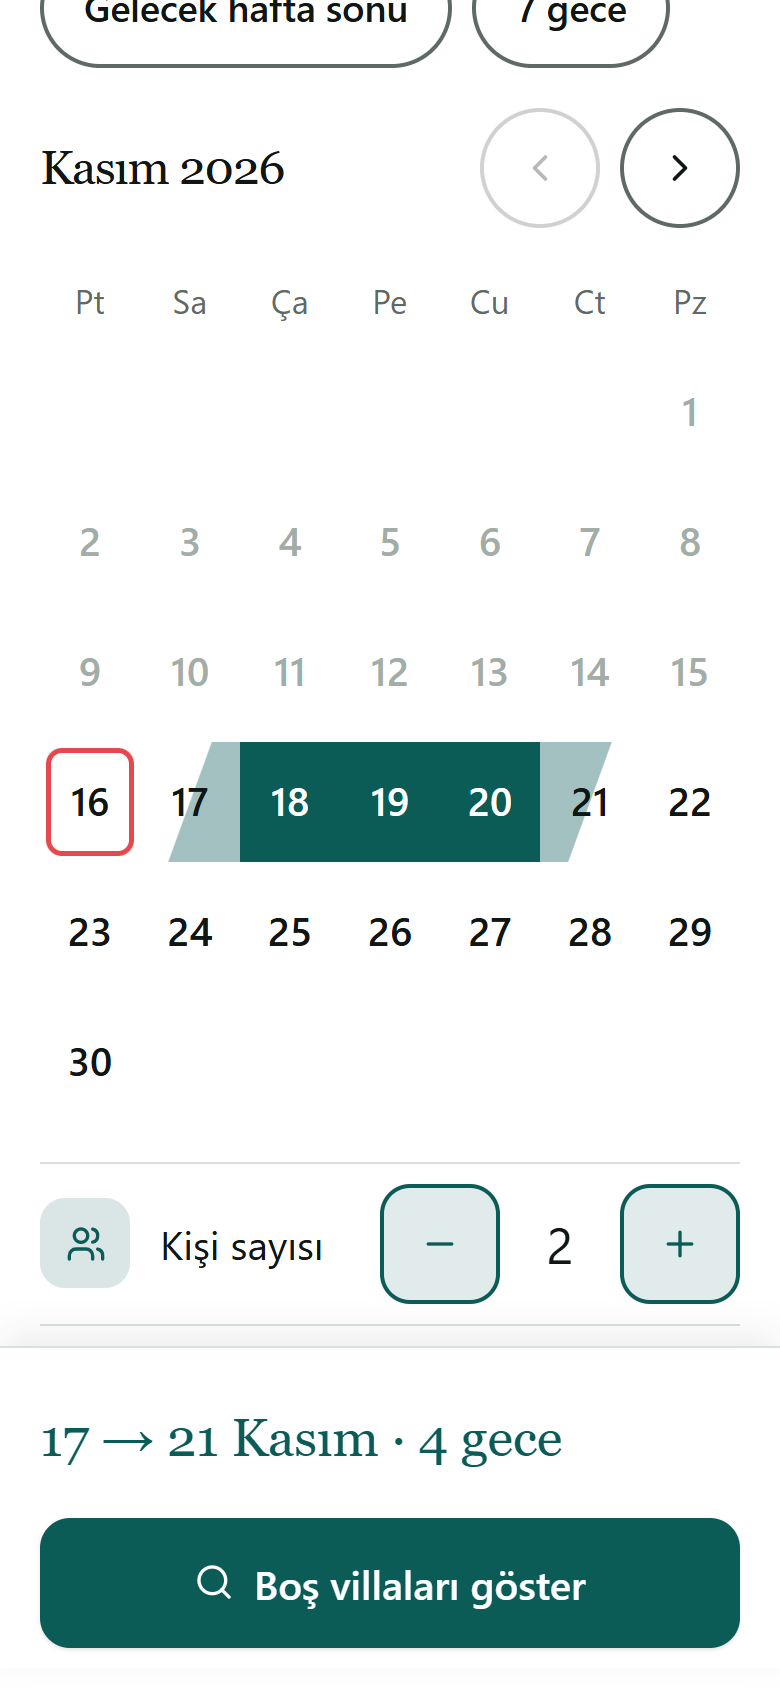 Gelecek hafta sonu 7 gece
Kasım 2026
Pt Sa Ça Pe Cu Ct Pz
1
2 3 4 5 6 7 8
9 10 11 12 13 14 15
16 17 18 19 20 21 22
23 24 25 26 27 28 29
30
Kişi sayısı 2
17 → 21 Kasım · 4 gece
Boş villaları göster